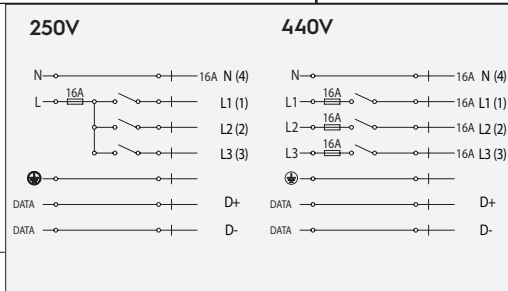 250V
N 16A N (4)
L 16A L1 (1)
L2 (2)
L3 (3)
DATA D+
DATA D-
440V
N 16A N (4)
L1 16A 16A L1 (1)
L2 16A 16A L2 (2)
L3 16A 16A L3 (3)
DATA D+
DATA D-